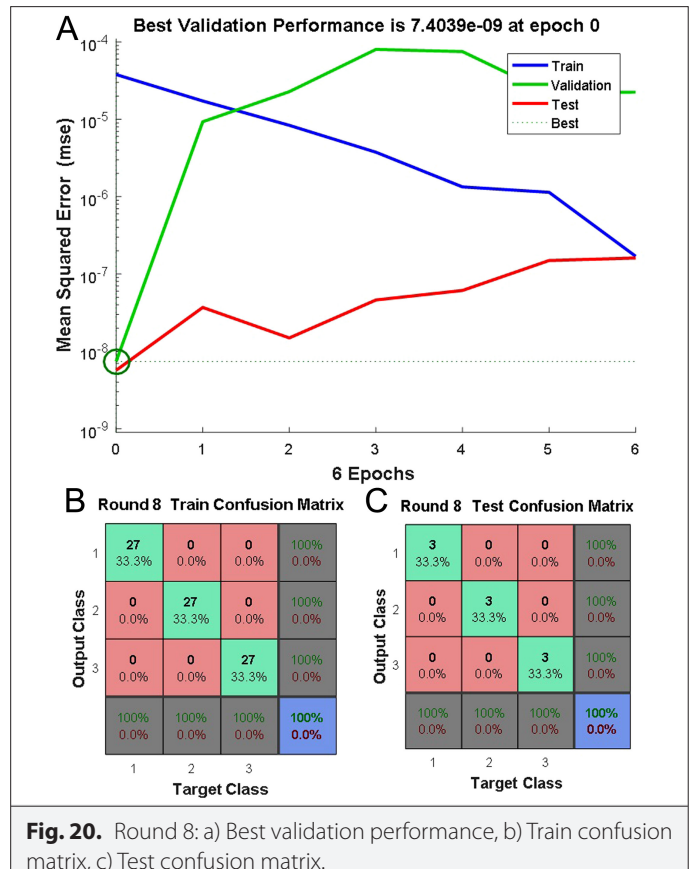 A
Best Validation Performance is 7.4039e-09 at epoch 0
Mean Squared Error (mse)
10-4
10-5
10-6
10-7
10-8
10-9
Train
Validation
Test
Best
0 1 2 3 4 5 6
6 Epochs
B
Round 8 Train Confusion Matrix
Output Class
1 27 0 0 100%
33.3% 0.0% 0.0% 0.0%
2 0 27 0 100%
0.0% 33.3% 0.0% 0.0%
3 0 0 27 100%
0.0% 0.0% 33.3% 0.0%
100% 100% 100% 100%
0.0% 0.0% 0.0% 0.0%
1 2 3
Target Class
C
Round 8 Test Confusion Matrix
Output Class
1 3 0 0 100%
33.3% 0.0% 0.0% 0.0%
2 0 3 0 100%
0.0% 33.3% 0.0% 0.0%
3 0 0 3 100%
0.0% 0.0% 33.3% 0.0%
100% 100% 100% 100%
0.0% 0.0% 0.0% 0.0%
1 2 3
Target Class
Fig. 20. Round 8: a) Best validation performance, b) Train confusion
matrix, c) Test confusion matrix.